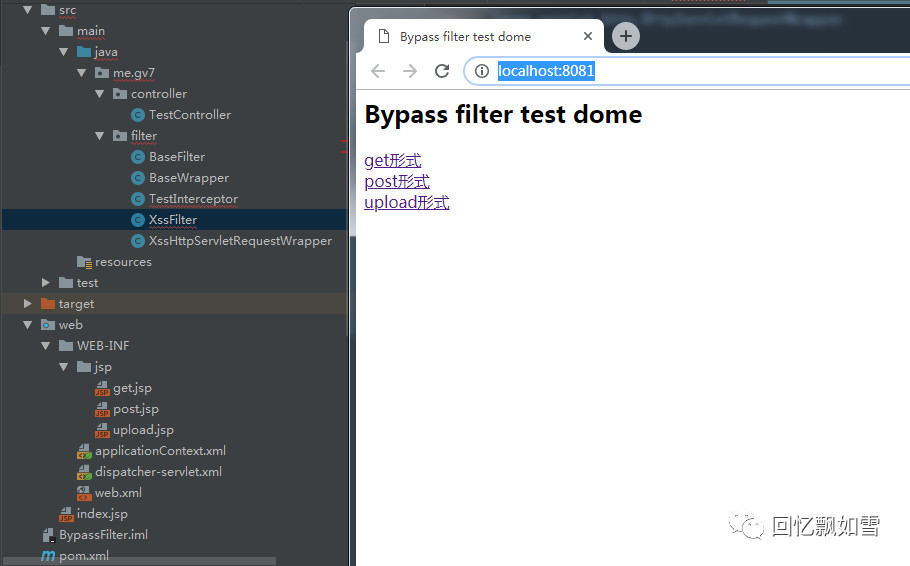 src
main
java
me.gv7
controller
TestController
filter
BaseFilter
BaseWrapper
TestInterceptor
XssFilter
XssHttpServletRequestWrapper
resources
test
target
web
WEB-INF
jsp
get.jsp
post.jsp
upload.jsp
applicationContext.xml
dispatcher-servlet.xml
web.xml
index.jsp
BypassFilter.iml
pom.xml
Bypass filter test dome
localhost:8081
Bypass filter test dome
get形式
post形式
upload形式
回忆飘如雪